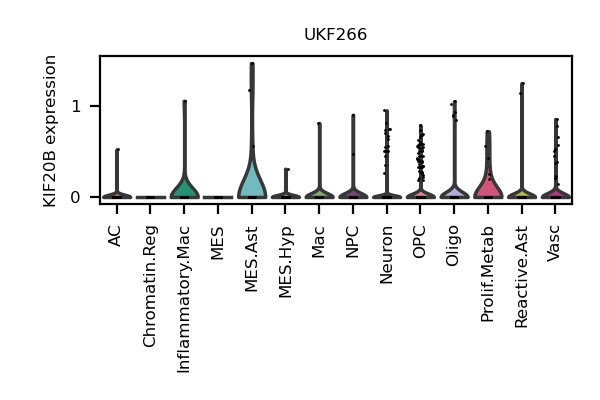 UKF266
KIF20B expression
1
0
AC
Chromatin.Reg
Inflammatory.Mac
MES
MES.Ast
MES.Hyp
Mac
NPC
Neuron
OPC
Oligo
Prolif.Metab
Reactive.Ast
Vasc